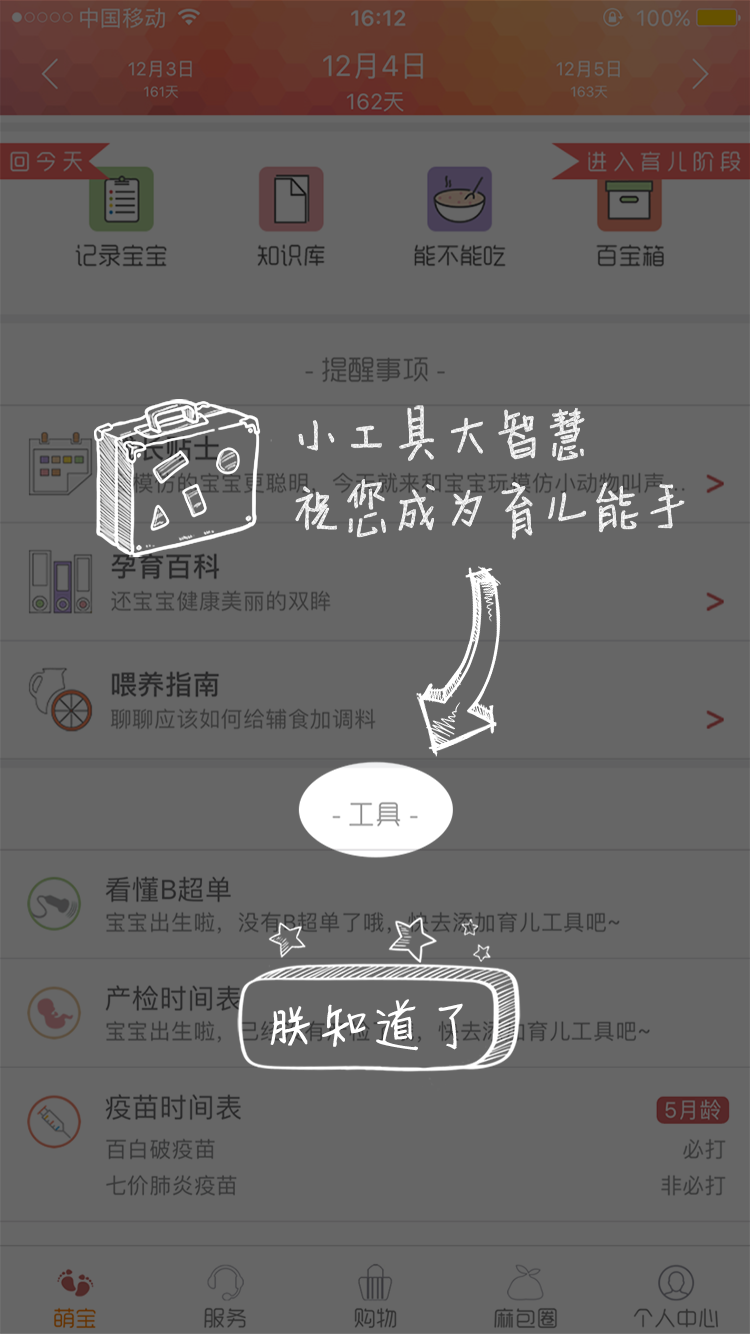 中国移动 16:12 100%
12月3日 12月4日 12月5日
161天 162天 163天
回今天 进入育儿阶段
记录宝宝 知识库 能不能吃 百宝箱
- 提醒事项 -
小工具大智慧
贴士
模仿的宝宝更聪明，今天就来和宝宝玩模仿小动物叫声...
祝您成为育儿能手
孕育百科
还宝宝健康美丽的双眸
喂养指南
聊聊应该如何给辅食加调料
- 工具 -
看懂B超单
宝宝出生啦，没有B超单了哦，快去添加育儿工具吧~
产检时间表
宝宝出生啦，已经没有产检了，快去添加育儿工具吧~
朕知道了
疫苗时间表 5月龄
百白破疫苗 必打
七价肺炎疫苗 非必打
萌宝 服务 购物 麻包圈 个人中心